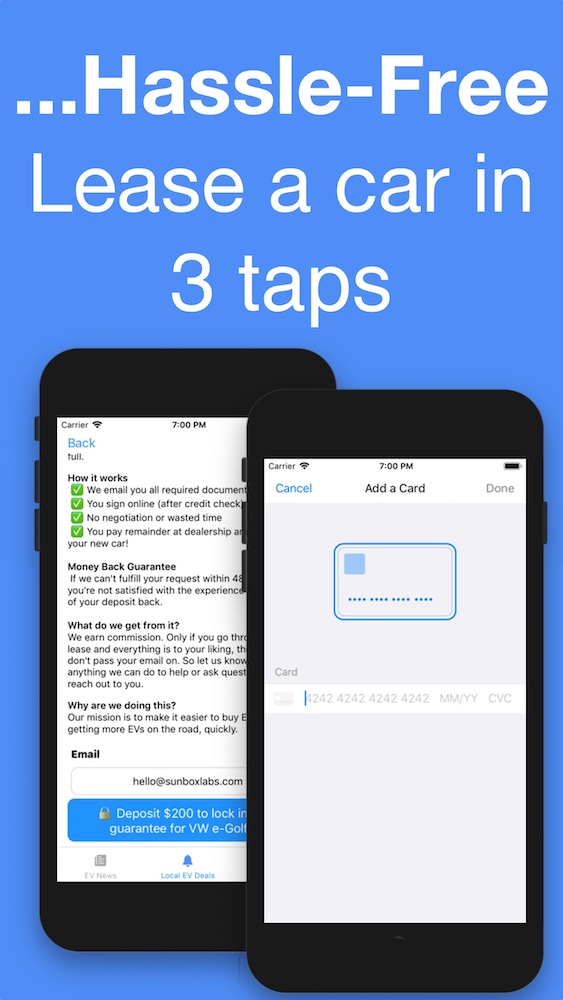 ...Hassle-Free
Lease a car in
3 taps
Carrier 7:00 PM
Back
full.
How it works
✅ We email you all required document
✅ You sign online (after credit check)
✅ No negotiation or wasted time
✅ You pay remainder at dealership an
your new car!
Money Back Guarantee
If we can't fulfill your request within 48
you're not satisfied with the experience
of your deposit back.
What do we get from it?
We earn commission. Only if you go thro
lease and everything is to your liking, the
don't pass your email on. So let us know
anything we can do to help or ask quest
reach out to you.
Why are we doing this?
Our mission is to make it easier to buy E
getting more EVs on the road, quickly.
Email
hello@sunboxlabs.com
🔒 Deposit $200 to lock in
guarantee for VW e-Golf
EV News
Local EV Deals
Carrier 7:00 PM
Cancel Add a Card Done
Card
4242 4242 4242 4242 MM/YY CVC